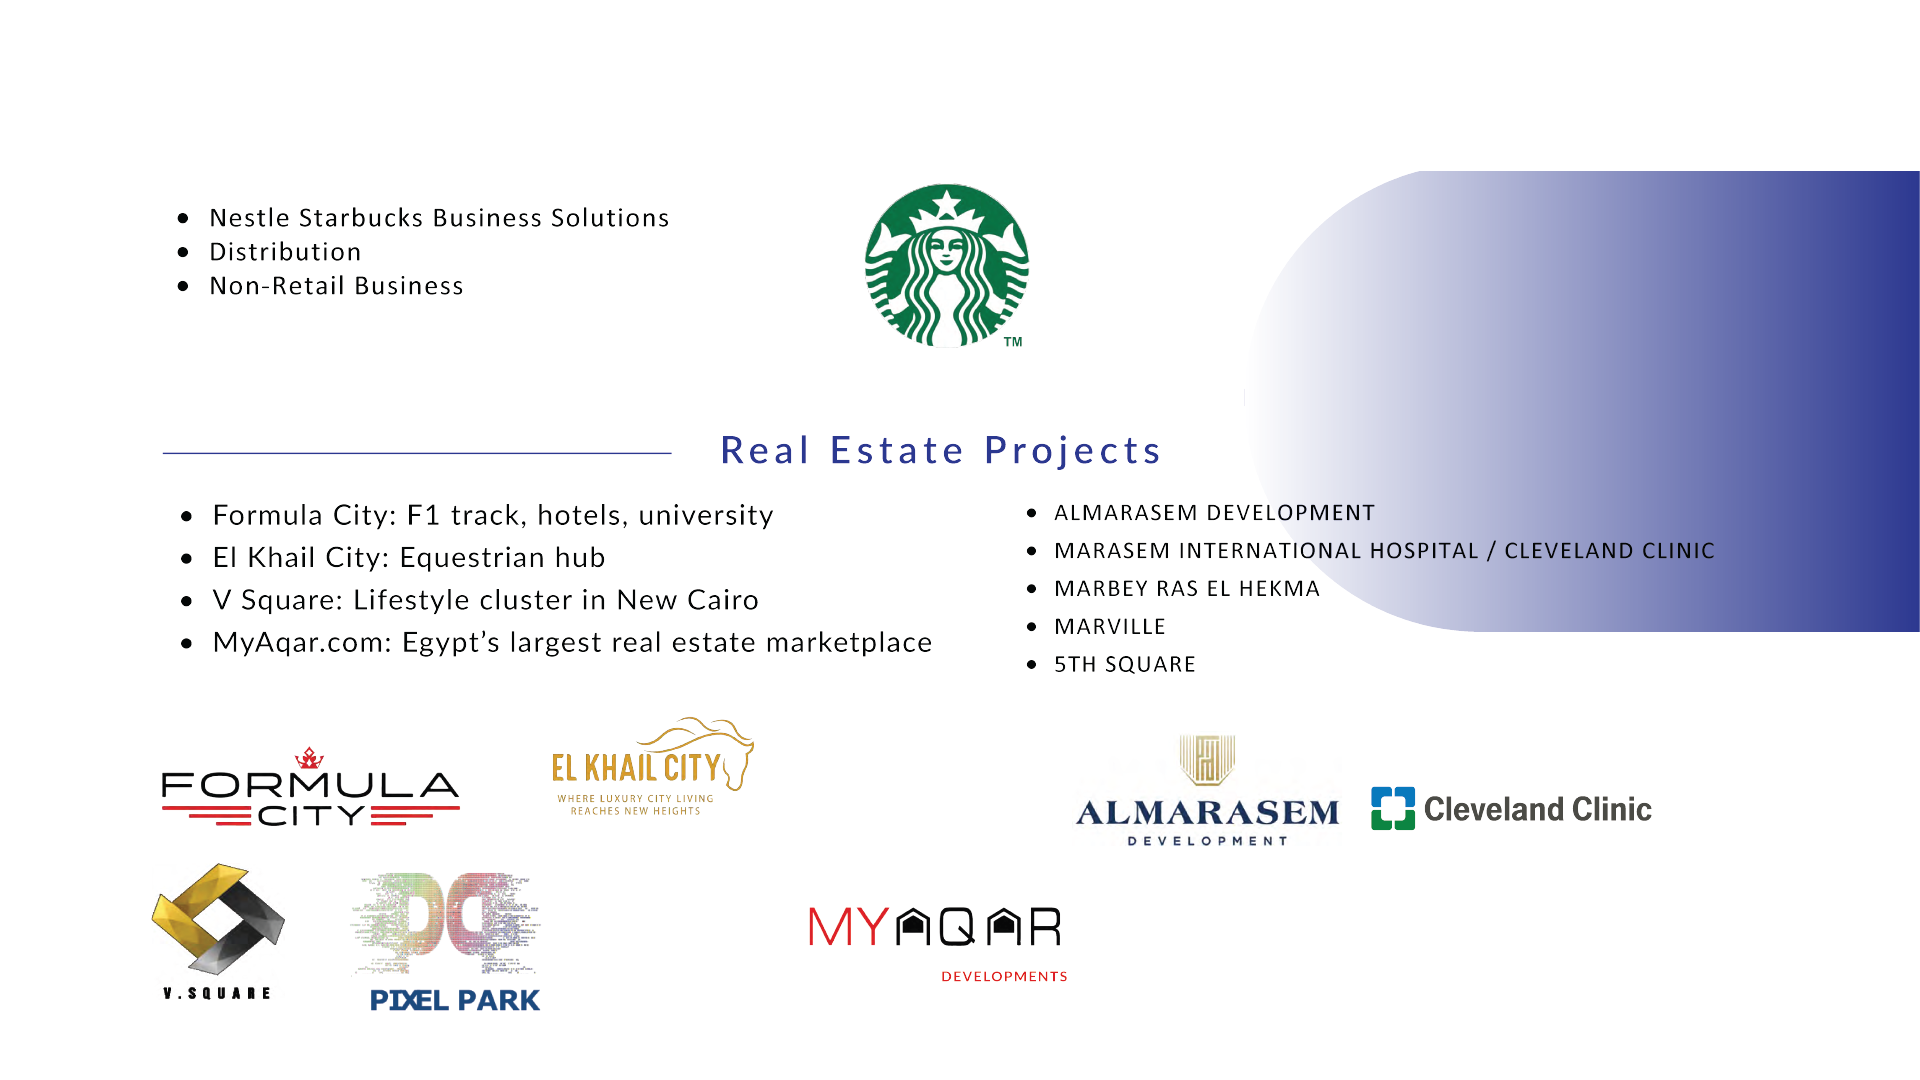 Nestle Starbucks Business Solutions
Distribution
Non-Retail Business
TM
Real Estate Projects
Formula City: F1 track, hotels, university
El Khail City: Equestrian hub
V Square: Lifestyle cluster in New Cairo
MyAqar.com: Egypt’s largest real estate marketplace
ALMARASEM DEVELOPMENT
MARASEM INTERNATIONAL HOSPITAL / CLEVELAND CLINIC
MARBEY RAS EL HEKMA
MARVILLE
5TH SQUARE
FORMULA
CITY
EL KHAIL CITY
WHERE LUXURY CITY LIVING
REACHES NEW HEIGHTS
ALMARASEM
DEVELOPMENT
Cleveland Clinic
V.SQUARE
PIXEL PARK
MYAQAR
DEVELOPMENTS